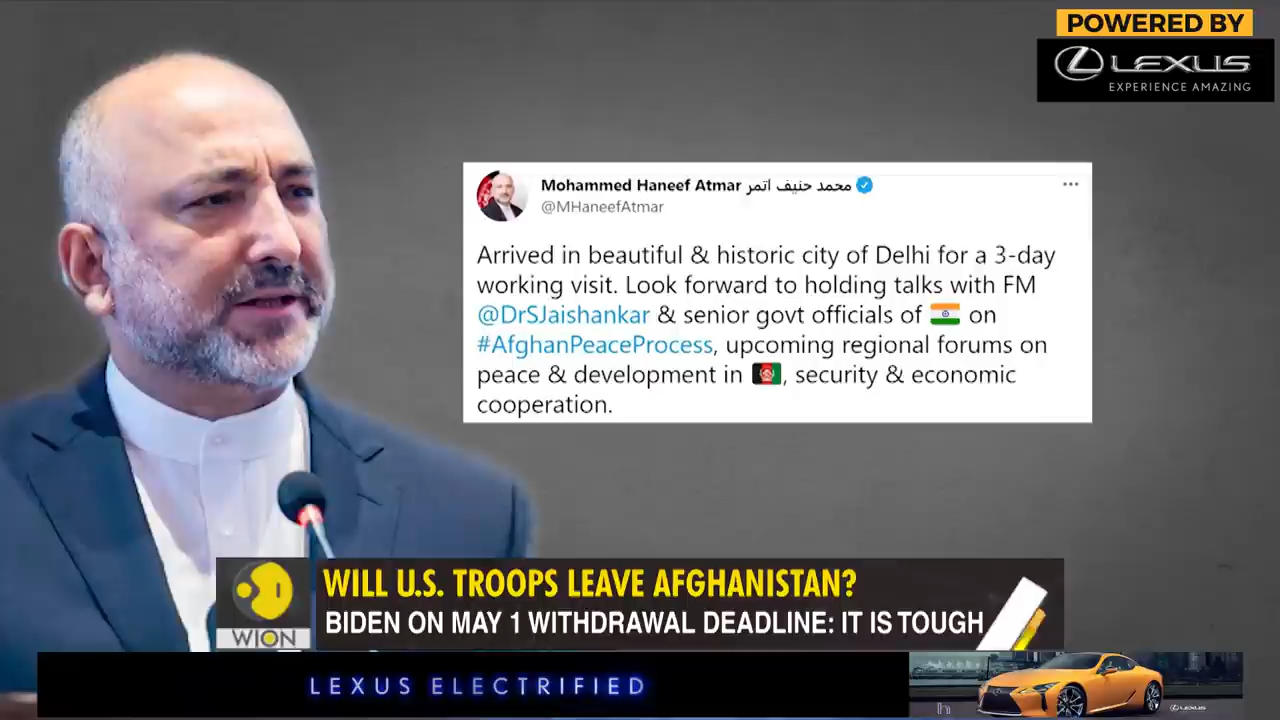 POWERED BY
LEXUS
EXPERIENCE AMAZING
Mohammed Haneef Atmar محمد حنیف اتمر
@MHaneefAtmar
Arrived in beautiful & historic city of Delhi for a 3-day
working visit. Look forward to holding talks with FM
@DrSJaishankar & senior govt officials of 🇮🇳 on
#AfghanPeaceProcess, upcoming regional forums on
peace & development in 🇦🇫, security & economic
cooperation.
WILL U.S. TROOPS LEAVE AFGHANISTAN?
BIDEN ON MAY 1 WITHDRAWAL DEADLINE: IT IS TOUGH
WION
LEXUS ELECTRIFIED
LEXUS